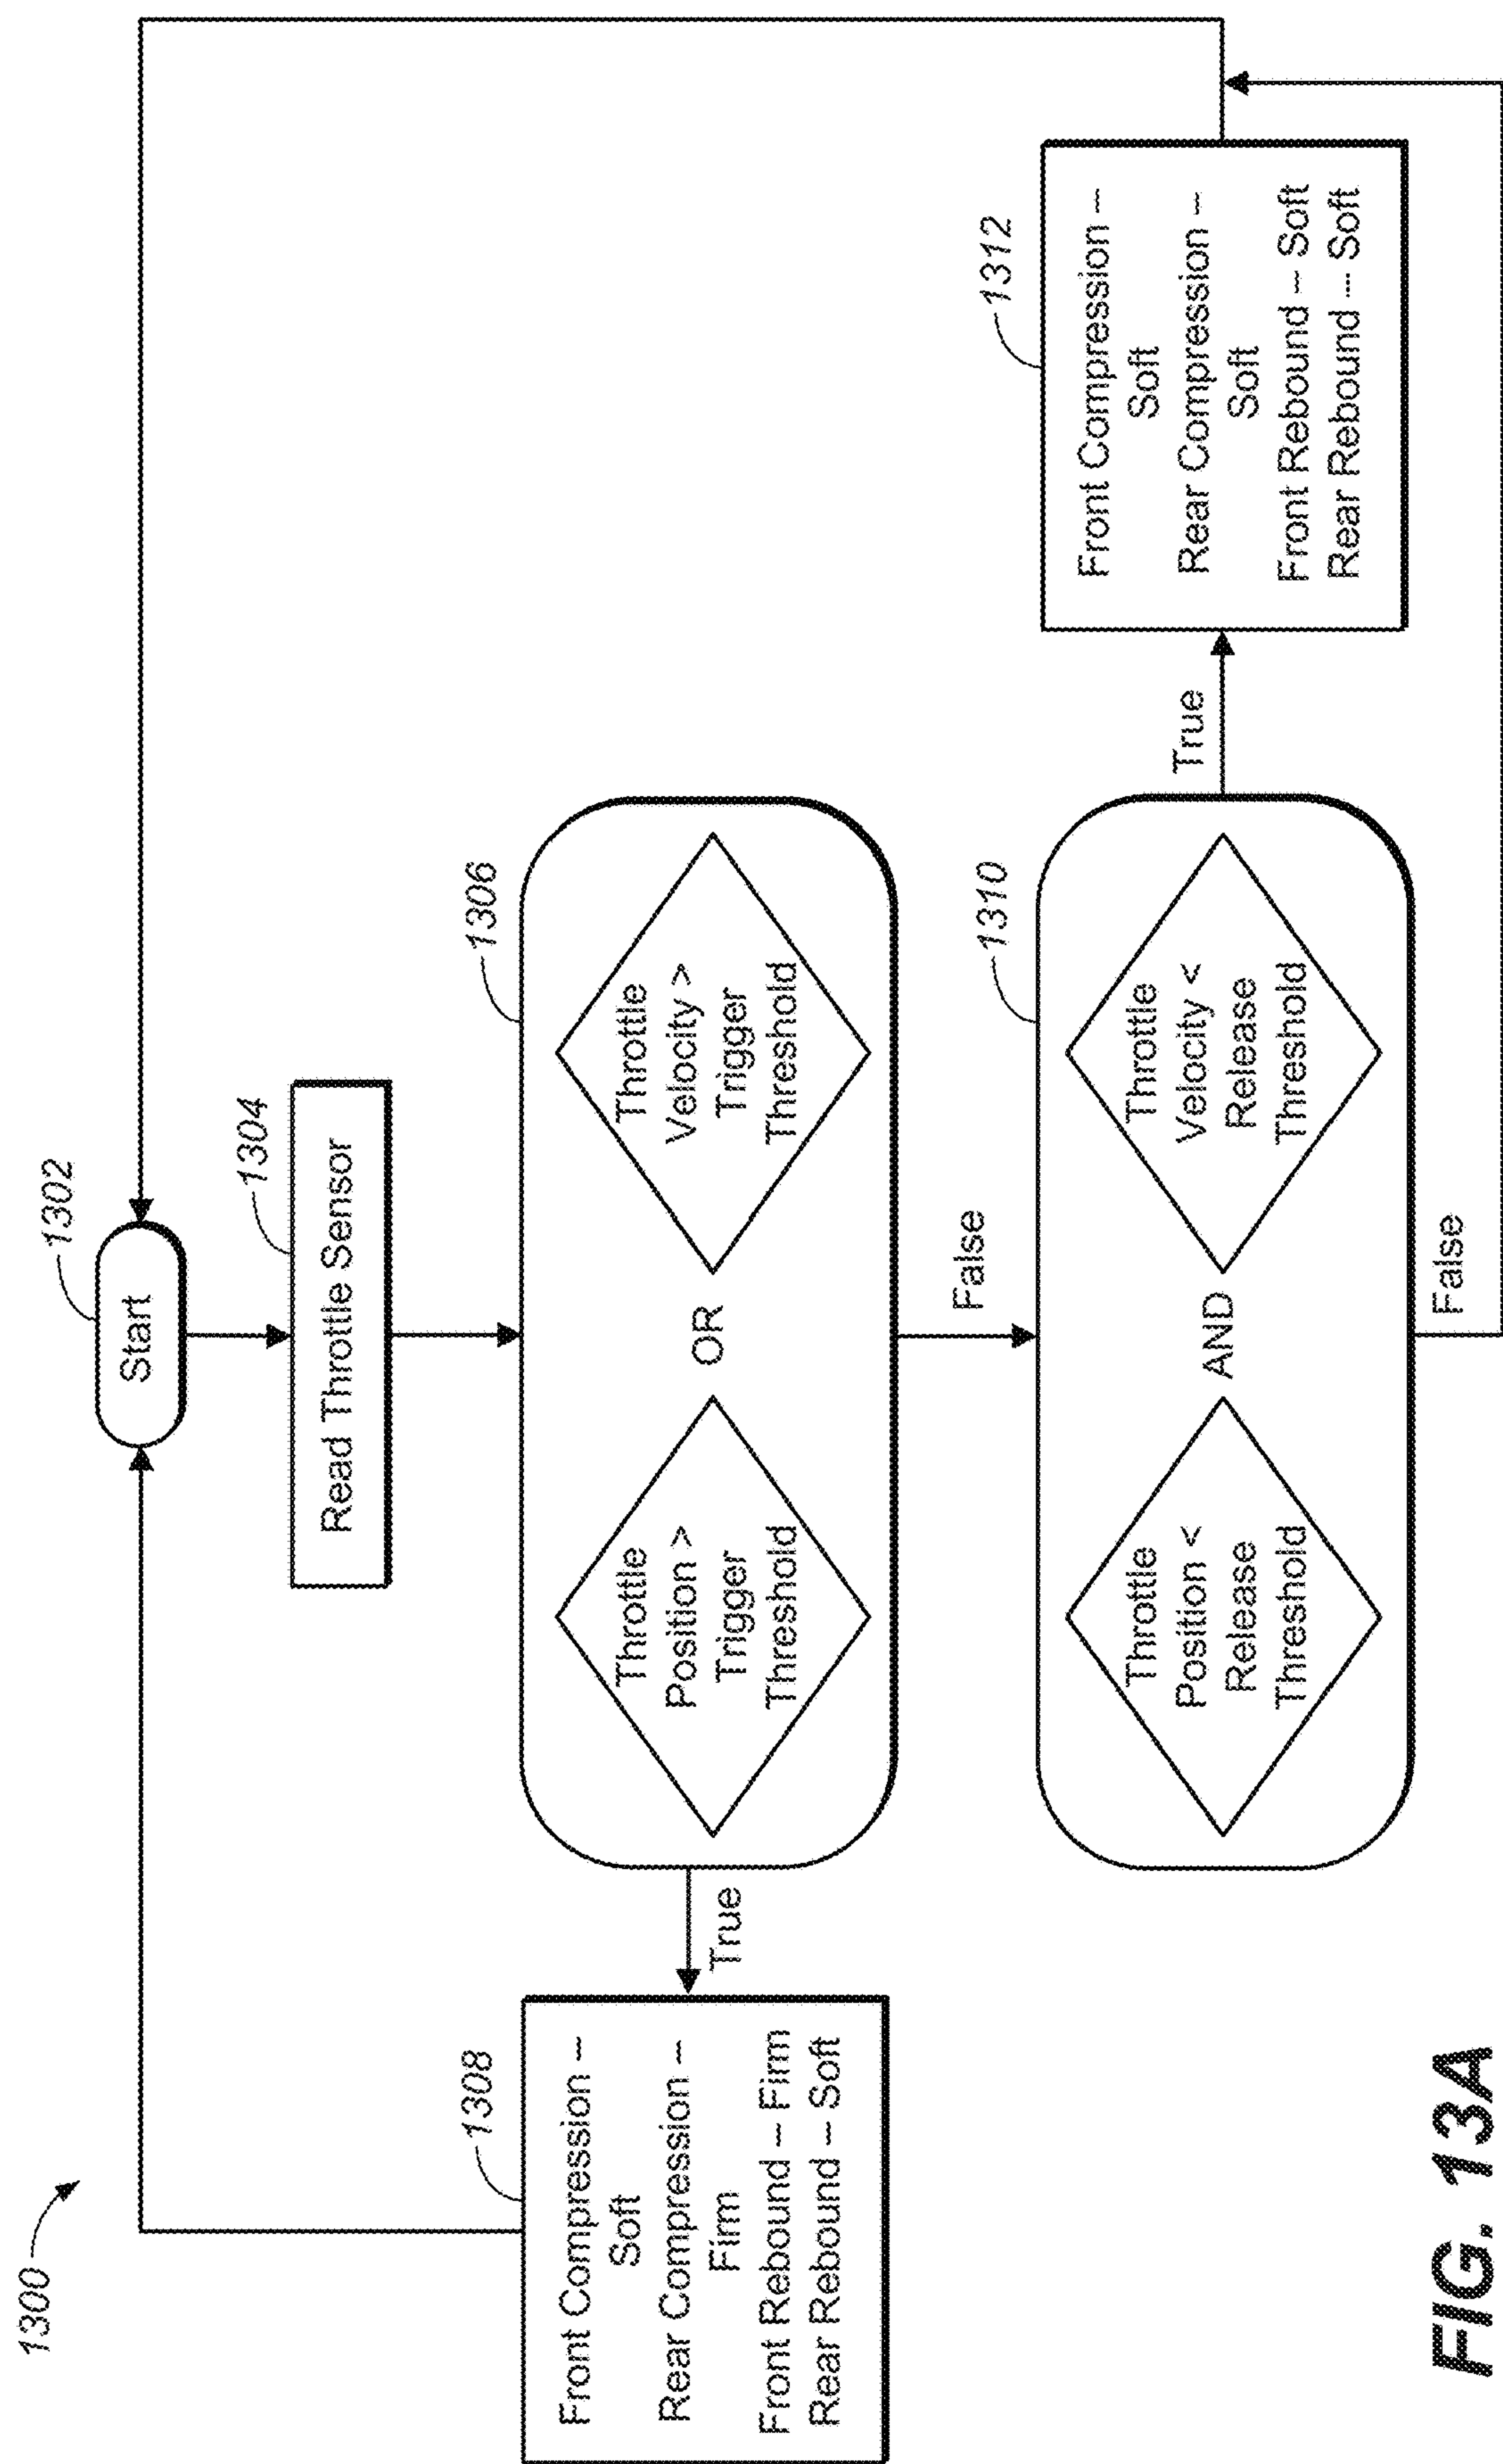 1300
1302
Start
1304
Read Throttle Sensor
1306
Throttle
Position >
Trigger
Threshold
OR
Throttle
Velocity >
Trigger
Threshold
True
1308
Front Compression –
Soft
Rear Compression –
Firm
Front Rebound – Firm
Rear Rebound – Soft
False
1310
Throttle
Position <
Release
Threshold
AND
Throttle
Velocity <
Release
Threshold
True
1312
Front Compression –
Soft
Rear Compression –
Soft
Front Rebound – Soft
Rear Rebound – Soft
False
FIG. 13A